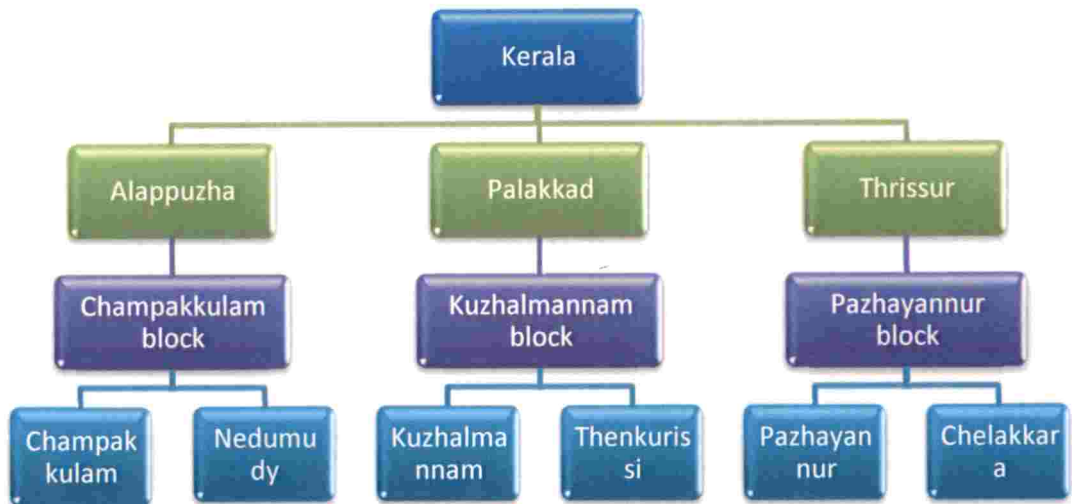 Kerala
Alappuzha
Palakkad
Thrissur
Champakkulam
block
Kuzhalmannam
block
Pazhayannur
block
Champak
kulam
Nedumu
dy
Kuzhalma
nnam
Thenkuris
si
Pazhayan
nur
Chelakkar
a